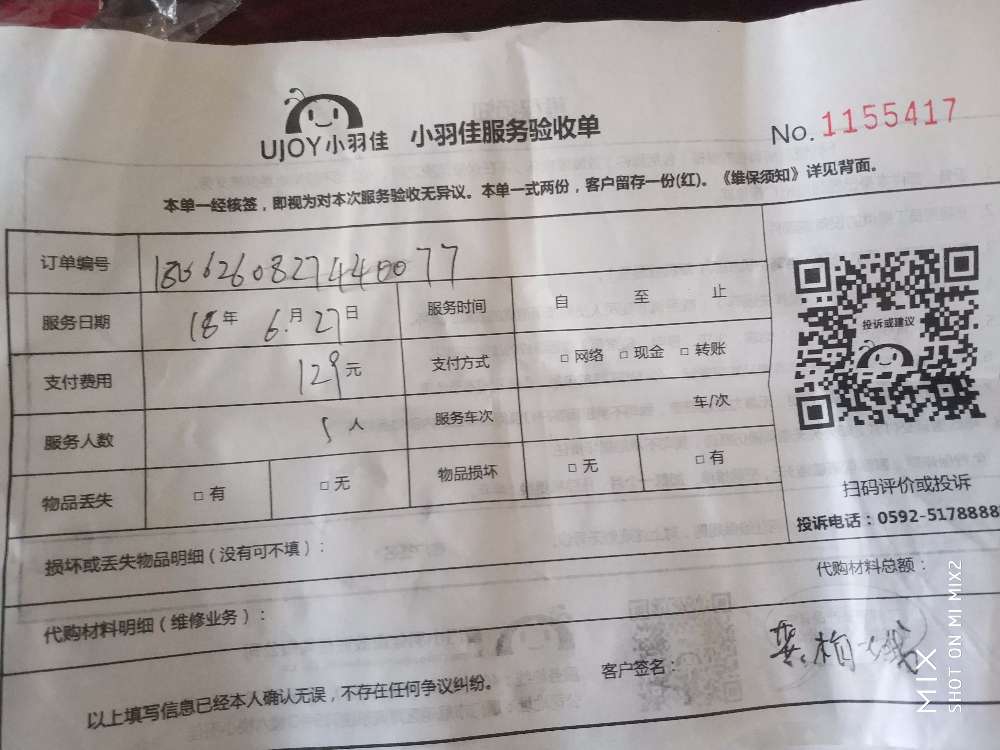 UJOY小羽佳 小羽佳服务验收单 No. 1155417
本单一经核签，即视为对本次服务验收无异议。本单一式两份，客户留存一份(红)。《维保须知》详见背面。
订单编号
服务日期 18年 6.月 27日 服务时间 自 至 止
支付费用 129元 支付方式 □ 网络 □ 现金 □ 转账
服务人数 5人 服务车次 车/次
物品丢失 □ 有 □ 无 物品损坏 □ 无 □ 有
投诉或建议
扫码评价或投诉
投诉电话：0592-5178888
损坏或丢失物品明细（没有可不填）：
代购材料总额：
代购材料明细（维修业务）：
客户签名：
以上填写信息已经本人确认无误，不存在任何争议纠纷。
MIX
SHOT ON MI MIX2